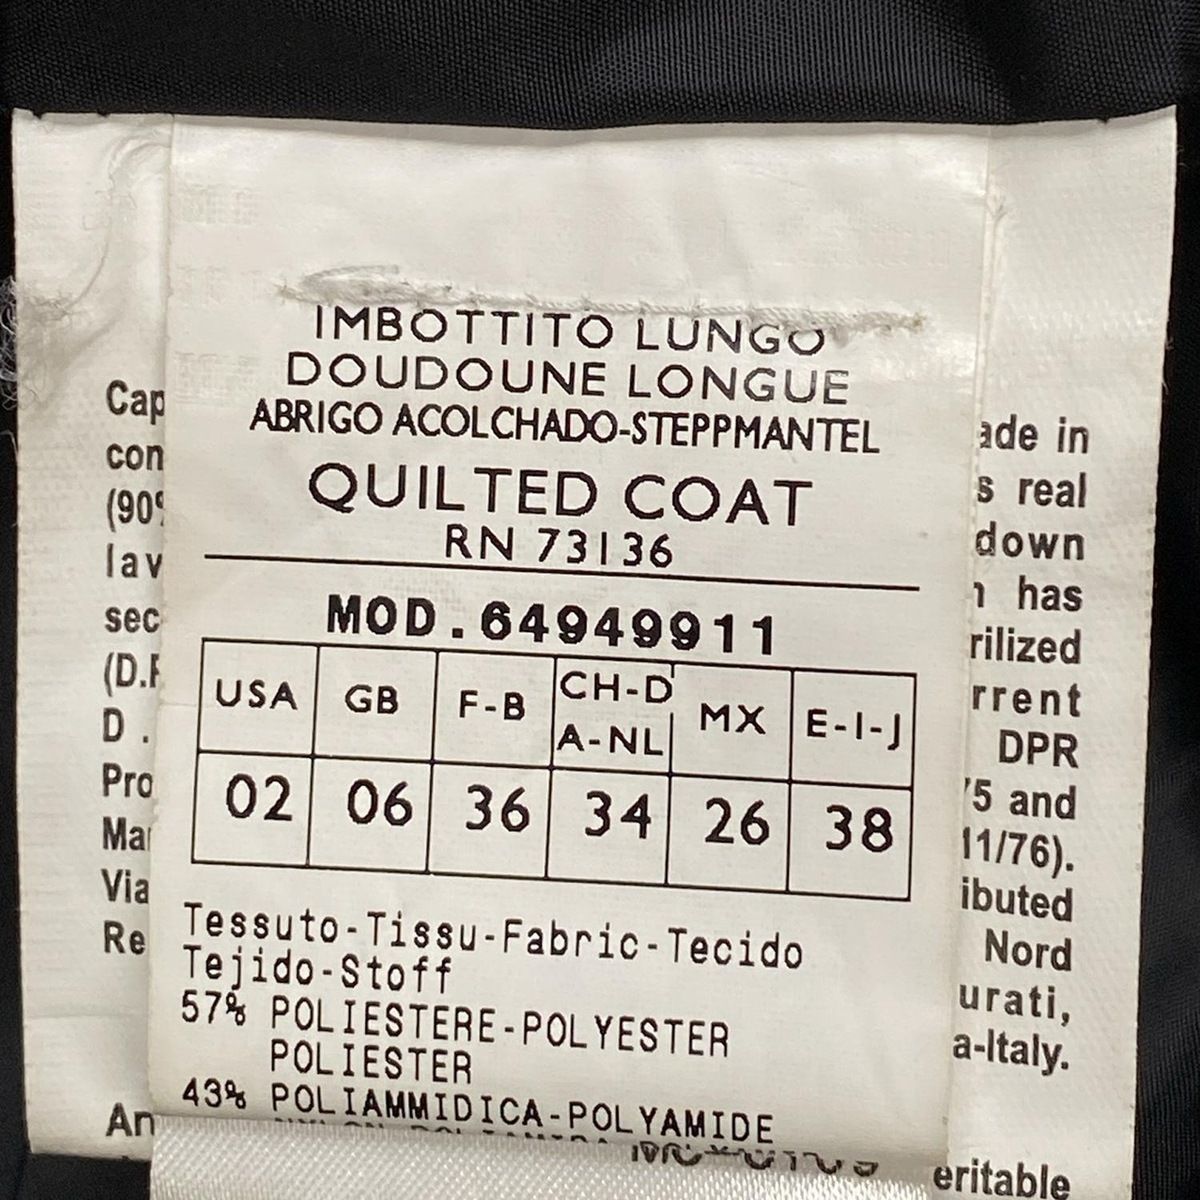 IMBOTTITO LUNGO
DOUDOUNE LONGUE
ABRIGO ACOLCHADO-STEPPMANTEL
QUILTED COAT
RN 73136
MOD.64949911
USA GB F-B CH-D A-NL MX E-I-J
02 06 36 34 26 38
Tessuto-Tissu-Fabric-Tecido
Tejido-Stoff
57% POLIESTERE-POLYESTER
POLIESTER
43% POLIAMMIDICA-POLYAMIDE
Cap
con
(90%
lav
sec
D.
Pro
Via
Re
An
ade in
s real
down
has
rilized
rrent
DPR
5 and
11/76).
ibuted
Nord
urati,
a-Italy.
eritable